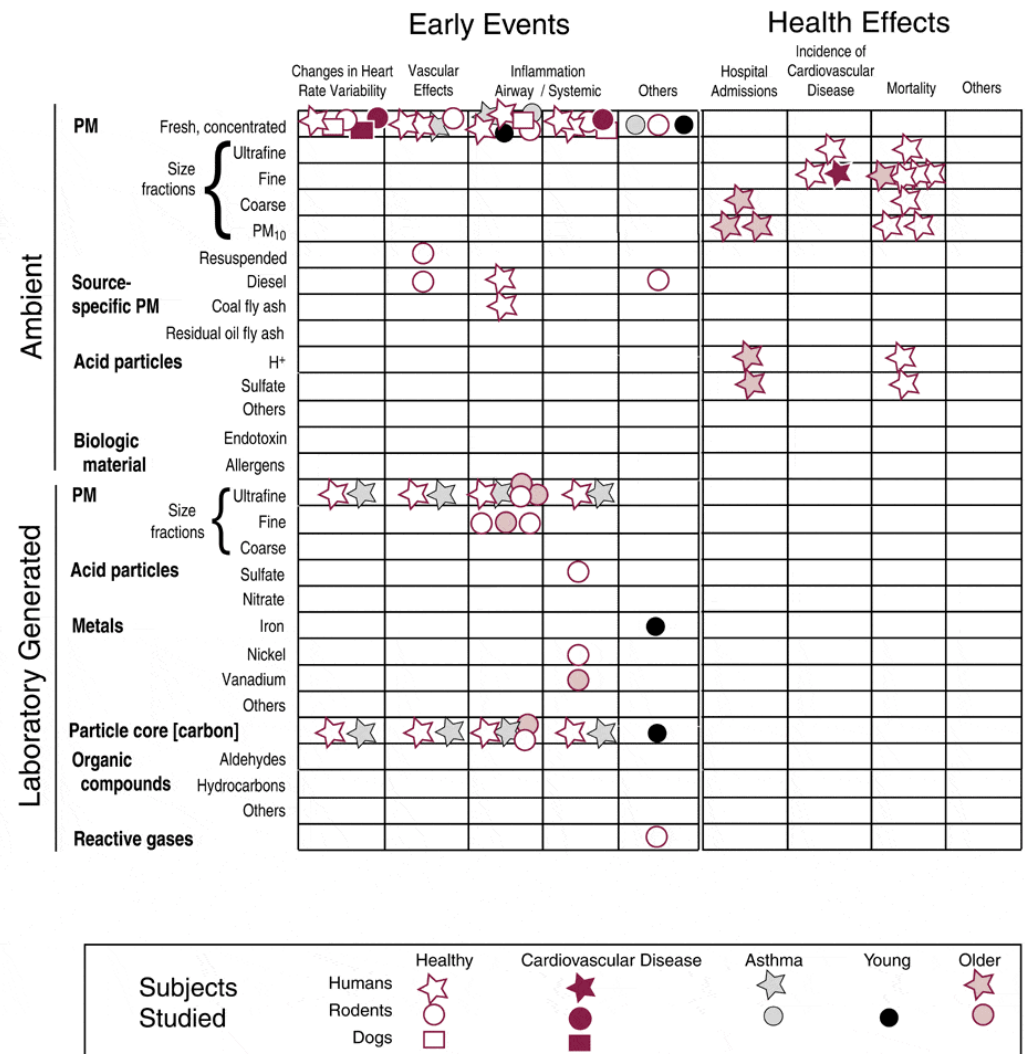 Early Events
Health Effects
Changes in Heart
Rate Variability
Vascular
Effects
Inflammation
Airway / Systemic
Others
Hospital
Admissions
Incidence of
Cardiovascular
Disease
Mortality
Others
Ambient
PM
Fresh, concentrated
Size
fractions
Ultrafine
Fine
Coarse
PM10
Resuspended
Source-
specific PM
Diesel
Coal fly ash
Residual oil fly ash
Acid particles
H+
Sulfate
Others
Biologic
material
Endotoxin
Allergens
Laboratory Generated
PM
Size
fractions
Ultrafine
Fine
Coarse
Acid particles
Sulfate
Nitrate
Metals
Iron
Nickel
Vanadium
Others
Particle core [carbon]
Organic
compounds
Aldehydes
Hydrocarbons
Others
Reactive gases
Subjects
Studied
Healthy
Cardiovascular Disease
Asthma
Young
Older
Humans
Rodents
Dogs